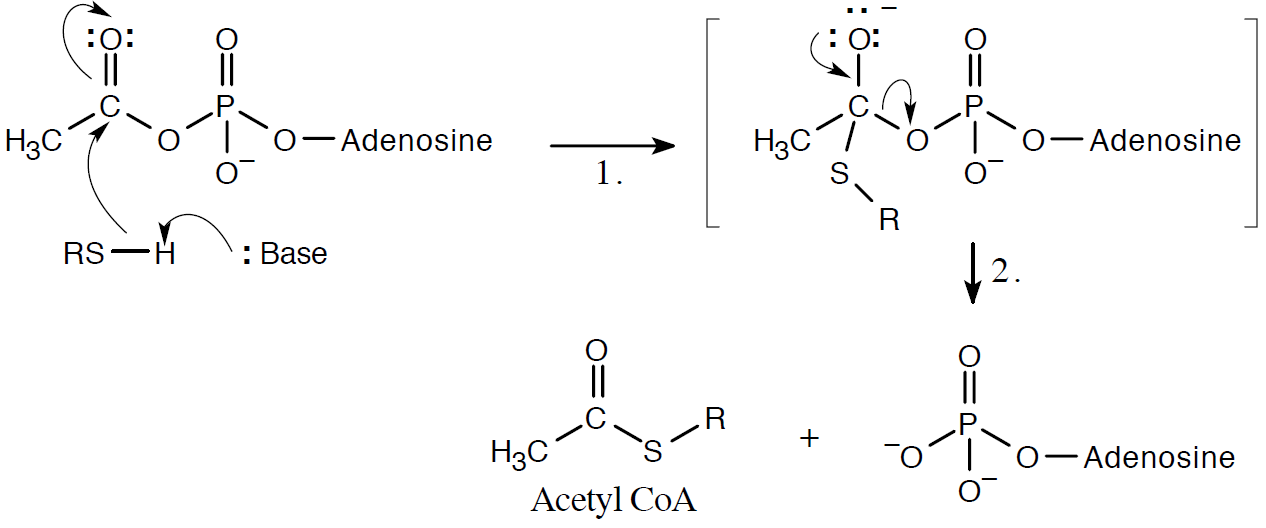 :O: O :O: – O
C P C P
H3C O O–Adenosine H3C O O–Adenosine
O– 1. S O–
RS–H :Base R
2.
O O
C R P
H3C S + –O O–Adenosine
Acetyl CoA O–